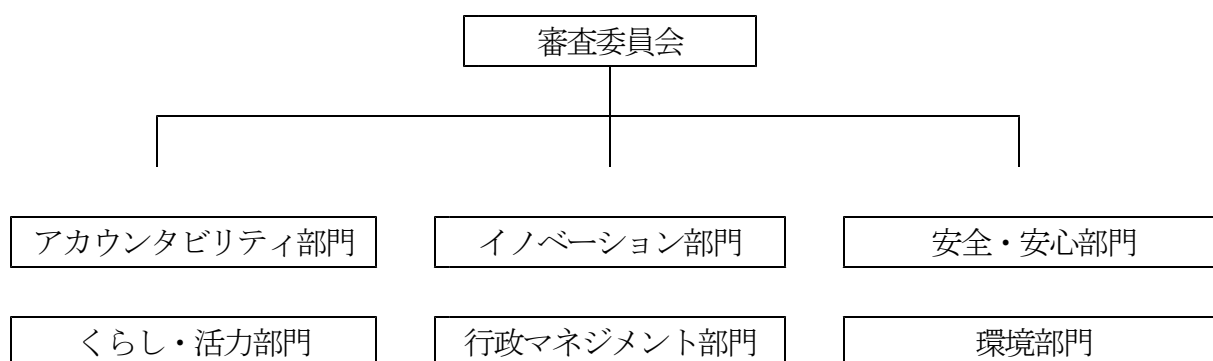 審査委員会
アカウンタビリティ部門
イノベーション部門
安全・安心部門
くらし・活力部門
行政マネジメント部門
環境部門